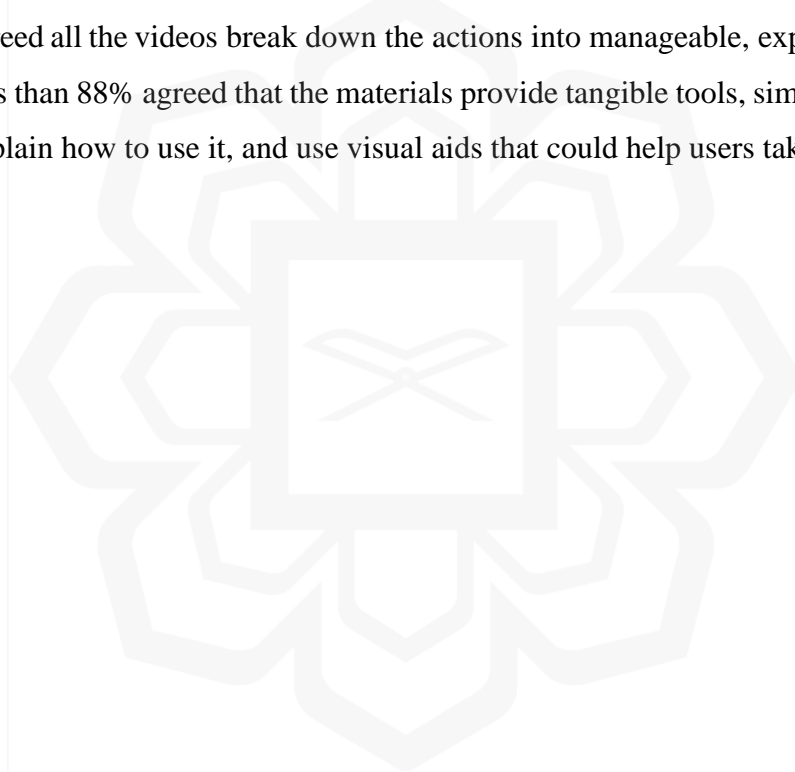 reed all the videos break down the actions into manageable, exp
s than 88% agreed that the materials provide tangible tools, sim
plain how to use it, and use visual aids that could help users tak